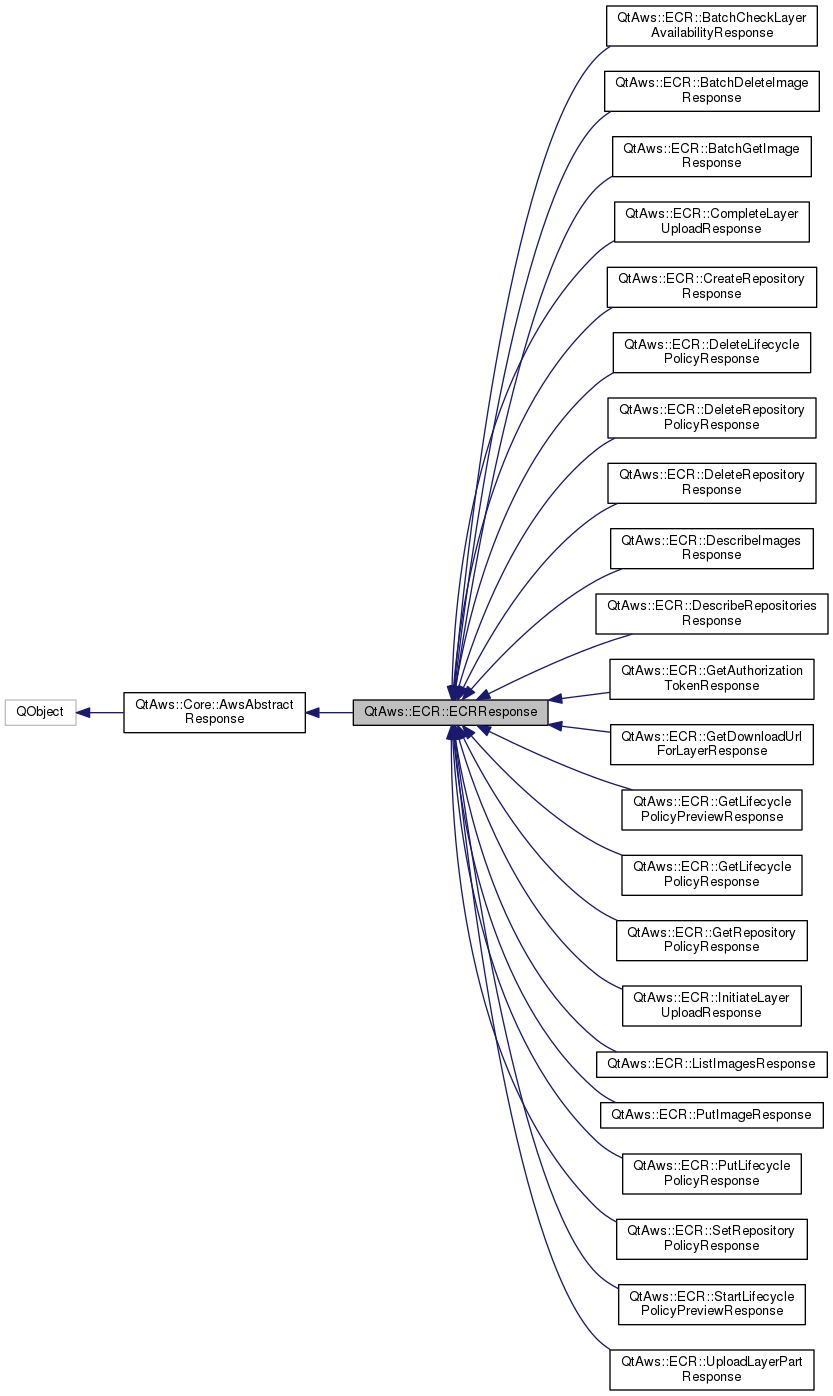 QtAws::ECR::BatchCheckLayer
AvailabilityResponse
QtAws::ECR::BatchDeleteImage
Response
QtAws::ECR::BatchGetImage
Response
QtAws::ECR::CompleteLayer
UploadResponse
QtAws::ECR::CreateRepository
Response
QtAws::ECR::DeleteLifecycle
PolicyResponse
QtAws::ECR::DeleteRepository
PolicyResponse
QtAws::ECR::DeleteRepository
Response
QtAws::ECR::DescribeImages
Response
QtAws::ECR::DescribeRepositories
Response
QtAws::ECR::GetAuthorization
TokenResponse
QObject
QtAws::Core::AwsAbstract
Response
QtAws::ECR::ECRResponse
QtAws::ECR::GetDownloadUrl
ForLayerResponse
QtAws::ECR::GetLifecycle
PolicyPreviewResponse
QtAws::ECR::GetLifecycle
PolicyResponse
QtAws::ECR::GetRepository
PolicyResponse
QtAws::ECR::InitiateLayer
UploadResponse
QtAws::ECR::ListImagesResponse
QtAws::ECR::PutImageResponse
QtAws::ECR::PutLifecycle
PolicyResponse
QtAws::ECR::SetRepository
PolicyResponse
QtAws::ECR::StartLifecycle
PolicyPreviewResponse
QtAws::ECR::UploadLayerPart
Response